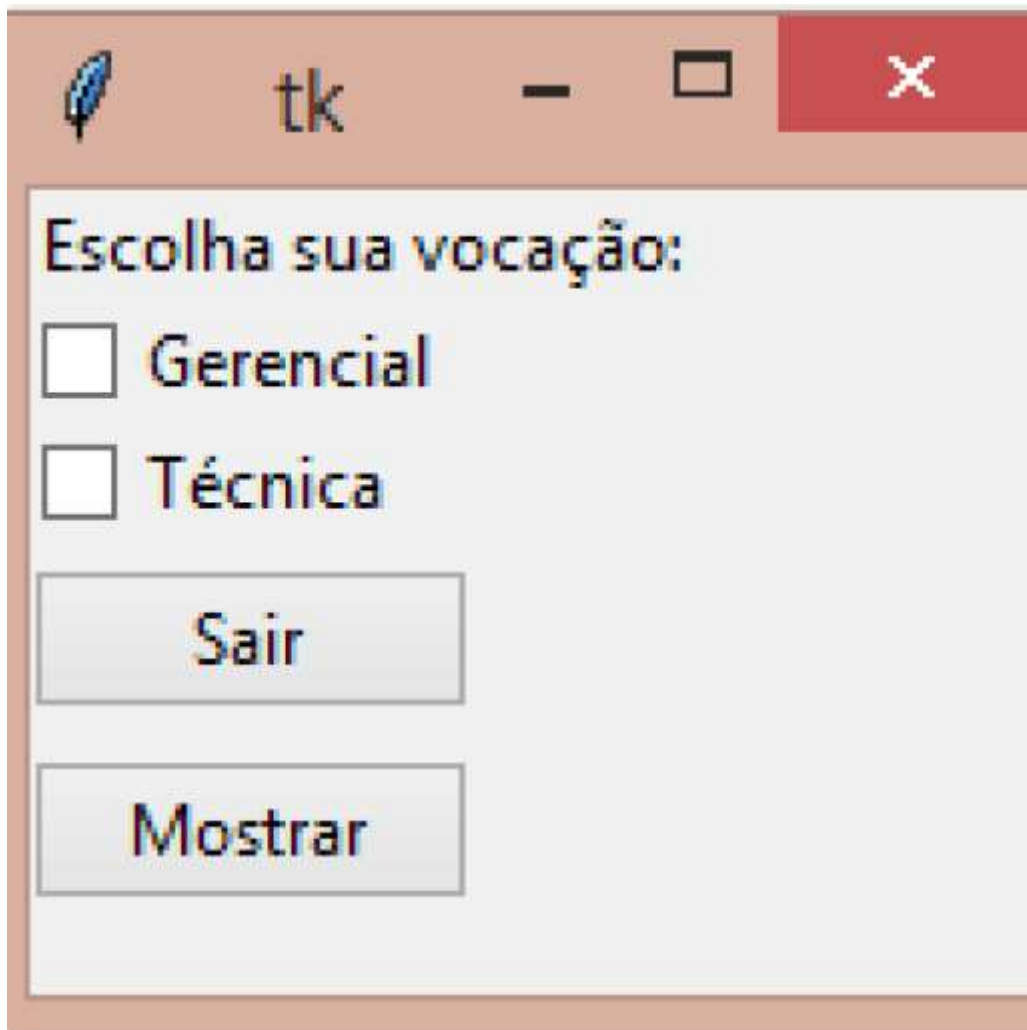 tk
Escolha sua vocação:
Gerencial
Técnica
Sair
Mostrar